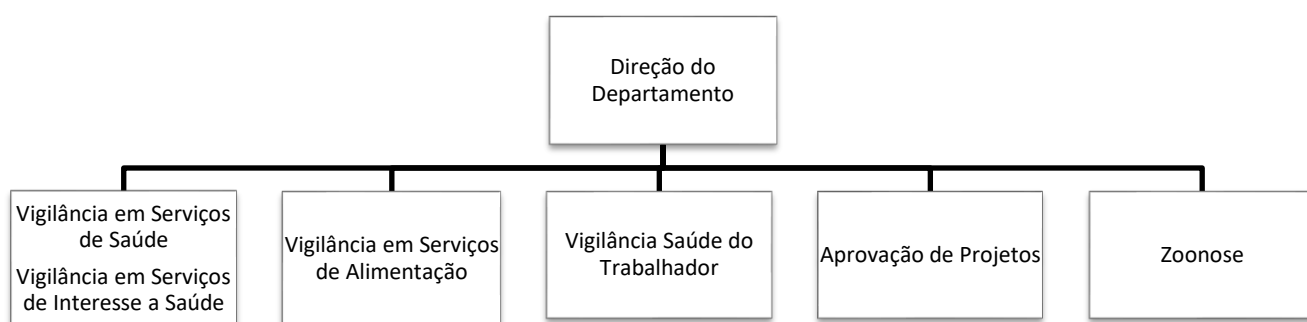 Direção do
Departamento
Vigilância em Serviços
de Saúde
Vigilância em Serviços
de Interesse a Saúde
Vigilância em Serviços
de Alimentação
Vigilância Saúde do
Trabalhador
Aprovação de Projetos
Zoonose